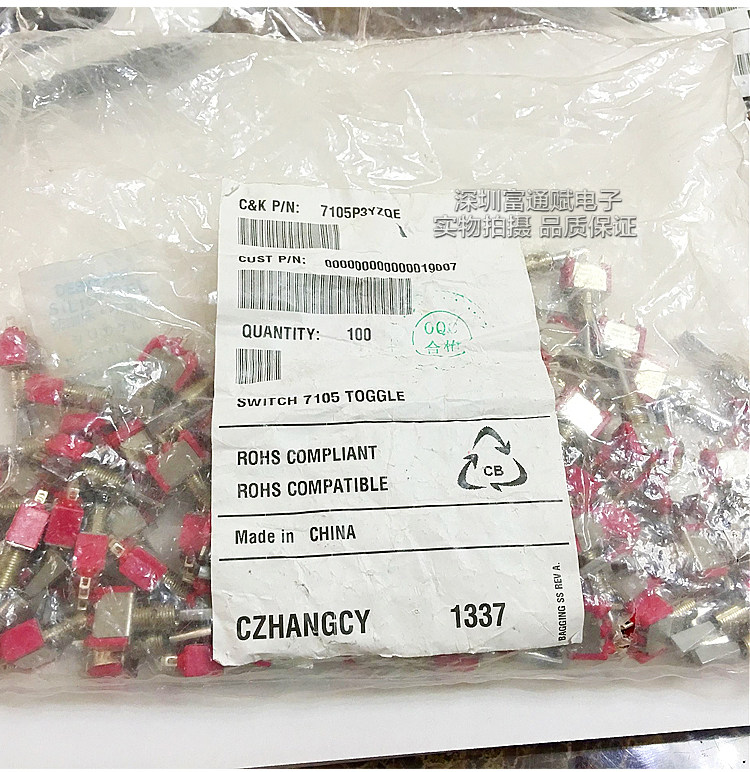 深圳富通赋电子
实物拍摄 品质保证
C&K P/N: 7105P3YZQE
CUST P/N: 000000000000019007
QUANTITY: 100
OQC
合格
SWITCH 7105 TOGGLE
ROHS COMPLIANT
ROHS COMPATIBLE
CB
Made in CHINA
CZHANGCY 1337
BAGGING SS REV A.